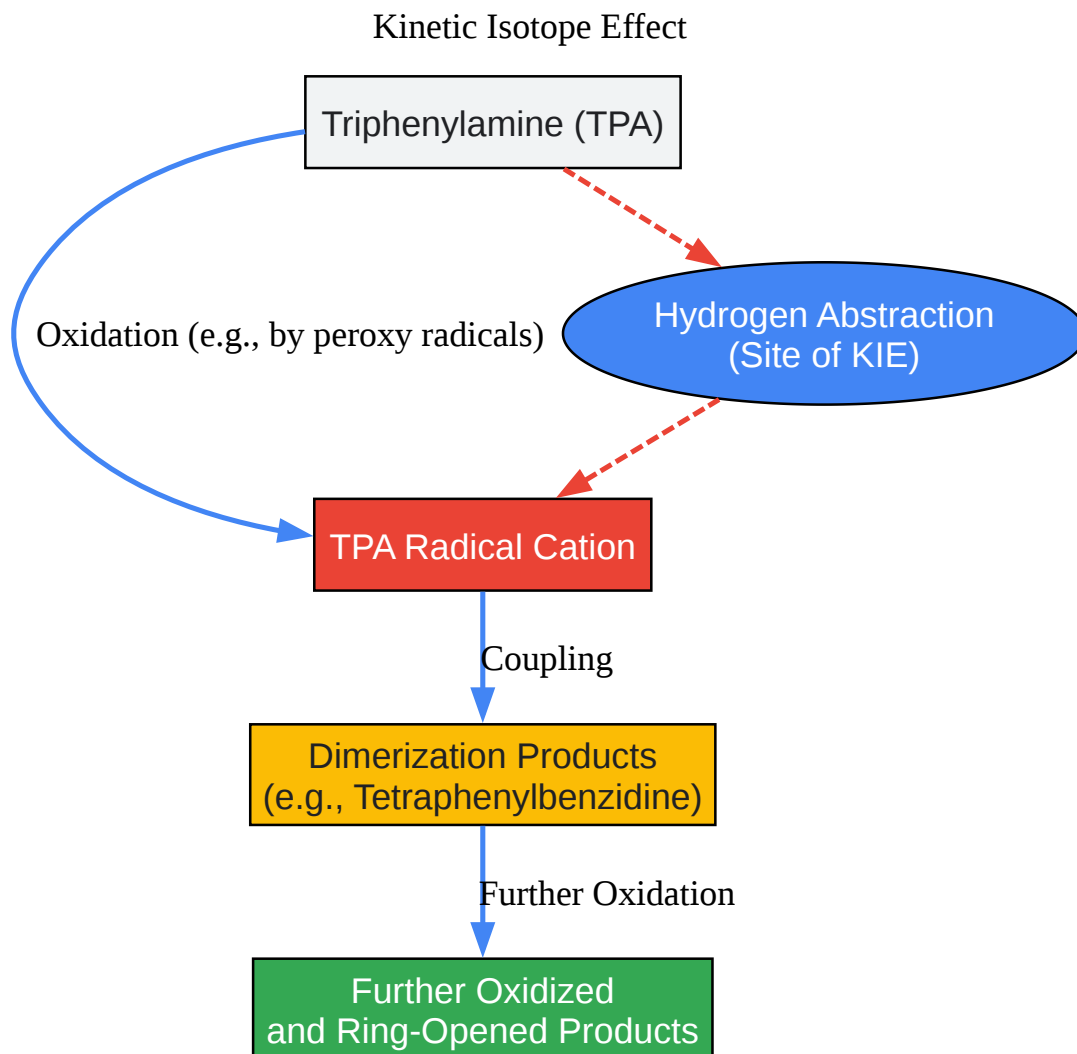 Kinetic Isotope Effect
Triphenylamine (TPA)
Hydrogen Abstraction
(Site of KIE)
Oxidation (e.g., by peroxy radicals)
TPA Radical Cation
Coupling
Dimerization Products
(e.g., Tetraphenylbenzidine)
Further Oxidation
Further Oxidized
and Ring-Opened Products